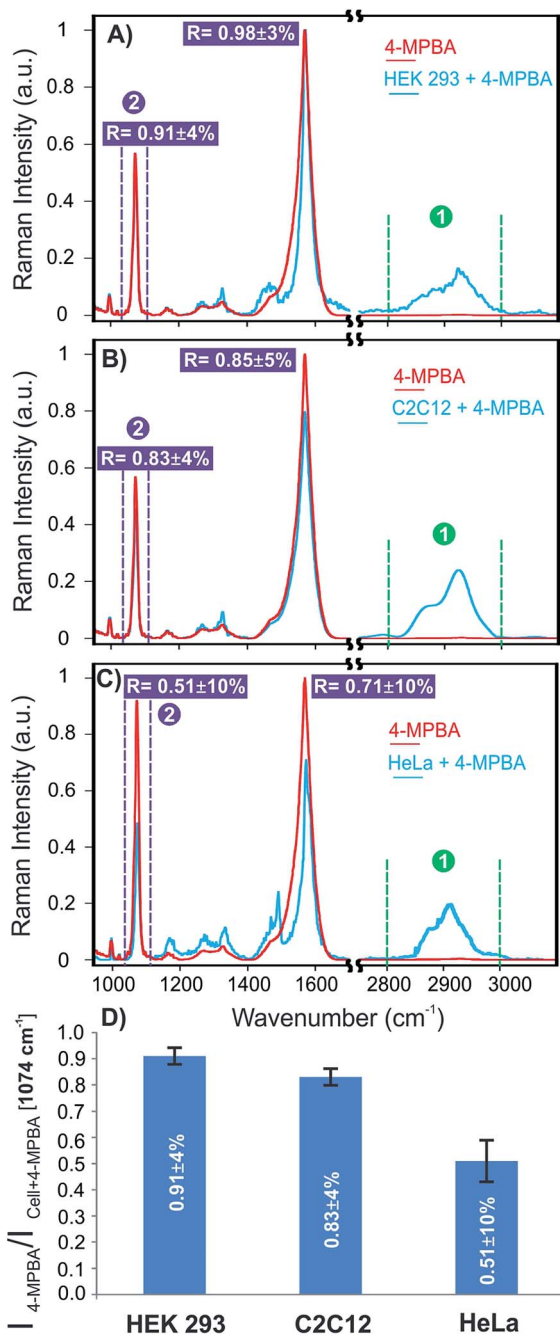 A)
R= 0.98±3%
4-MPBA
HEK 293 + 4-MPBA
2
R= 0.91±4%
1
Raman Intensity (a.u.)
1
0.8
0.6
0.4
0.2
0
B)
R= 0.85±5%
4-MPBA
C2C12 + 4-MPBA
2
R= 0.83±4%
1
Raman Intensity (a.u.)
1
0.8
0.6
0.4
0.2
0
C)
R= 0.51±10%
R= 0.71±10%
2
4-MPBA
HeLa + 4-MPBA
1
Raman Intensity (a.u.)
1
0.8
0.6
0.4
0.2
0
1000 1200 1400 1600 2800 2900 3000
Wavenumber (cm-1)
D)
I 4-MPBA/I Cell+4-MPBA [1074 cm-1]
1.0
0.9
0.8
0.7
0.6
0.5
0.4
0.9
0.2
0.1
0.0
0.91±4%
0.83±4%
0.51±10%
HEK 293 C2C12 HeLa